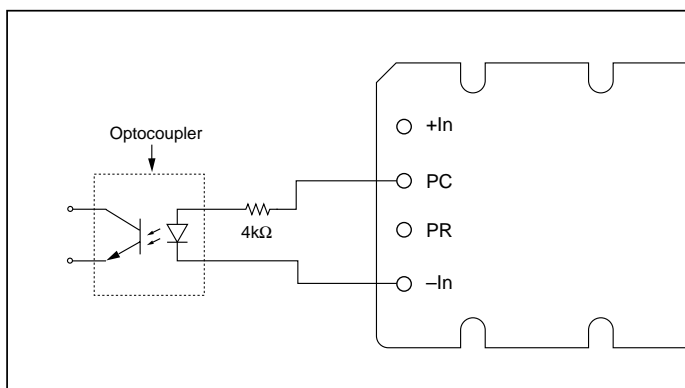 Optocoupler
4kΩ
+In
PC
PR
–In